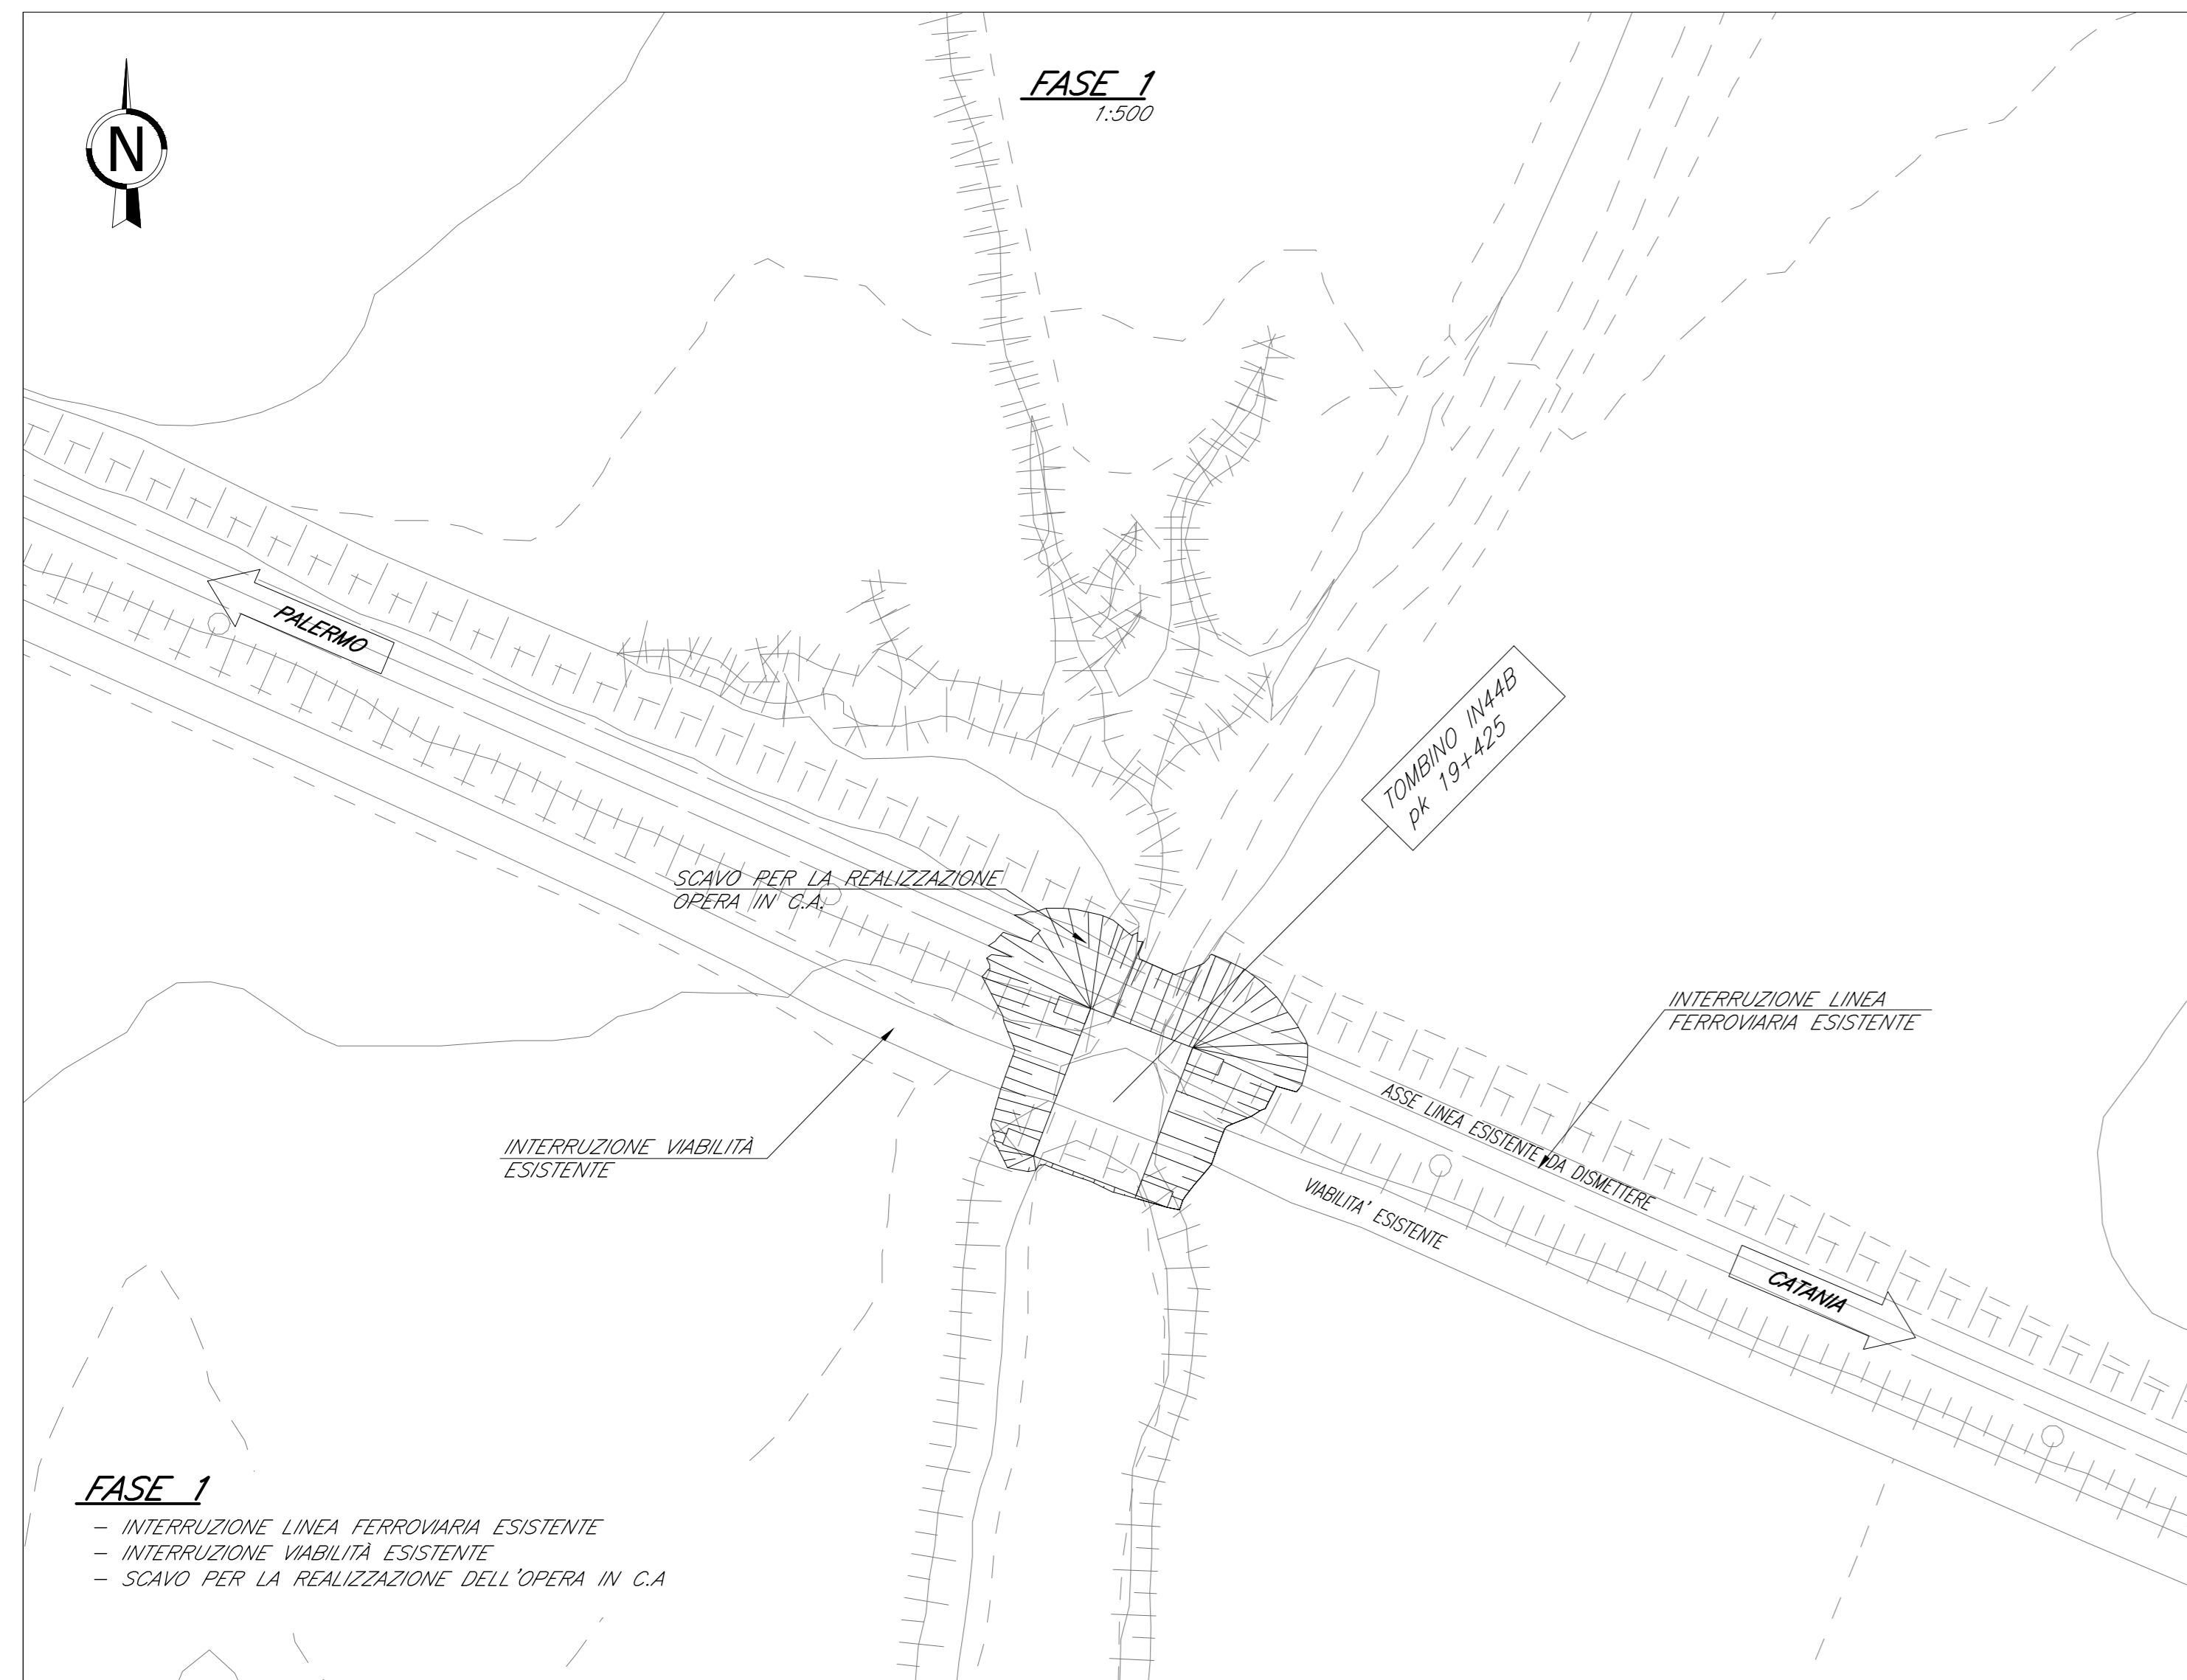 FASE 1
1:500
N
PALERMO
TOMBINO IN44B
pk 19+425
SCAVO PER LA REALIZZAZIONE
OPERA IN C.A.
INTERRUZIONE LINEA
FERROVIARIA ESISTENTE
ASSE LINEA ESISTENTE DA DISMETTERE
INTERRUZIONE VIABILITÀ
ESISTENTE
VIABILITA' ESISTENTE
CATANIA
FASE 1
- INTERRUZIONE LINEA FERROVIARIA ESISTENTE
- INTERRUZIONE VIABILITÀ ESISTENTE
- SCAVO PER LA REALIZZAZIONE DELL'OPERA IN C.A